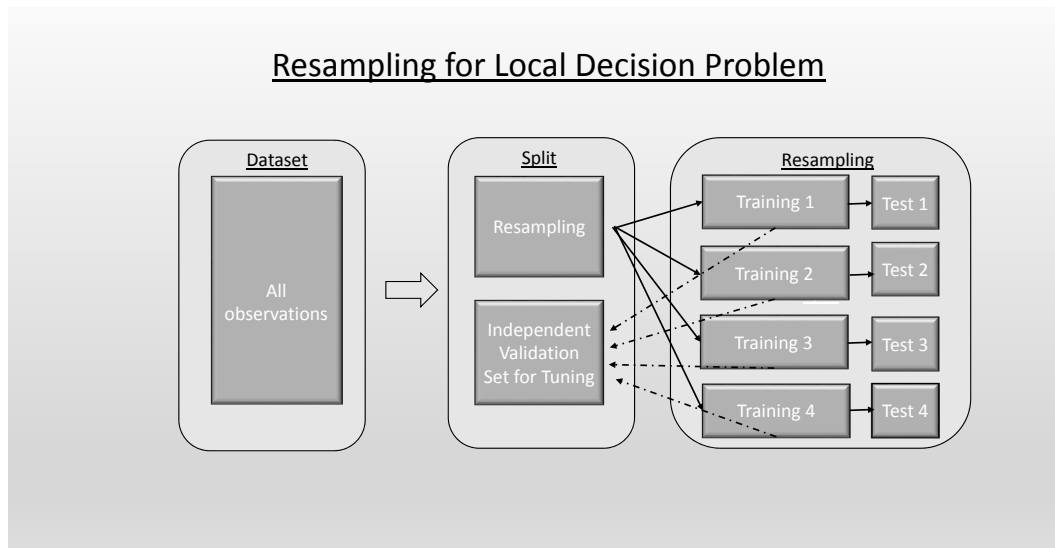 Resampling for Local Decision Problem
Dataset
All
observations
Split
Resampling
Independent
Validation
Set for Tuning
Resampling
Training 1
Test 1
Training 2
Test 2
Training 3
Test 3
Training 4
Test 4